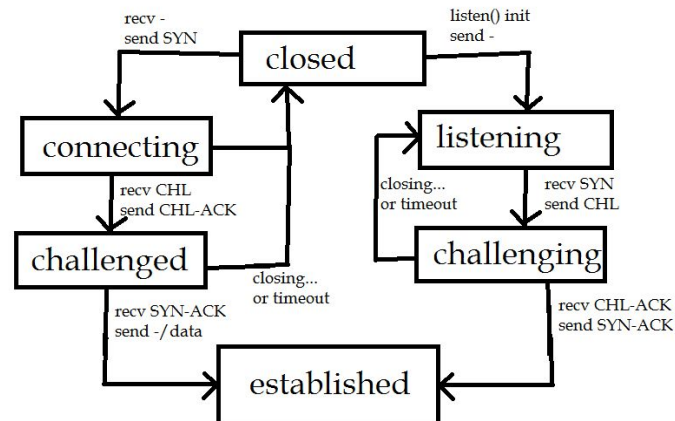 recv -
send SYN
closed
listen() init
send -
connecting
listening
recv CHL
send CHL-ACK
closing...
or timeout
recv SYN
send CHL
challenged
challenging
closing...
or timeout
recv SYN-ACK
send -/data
recv CHL-ACK
send SYN-ACK
established